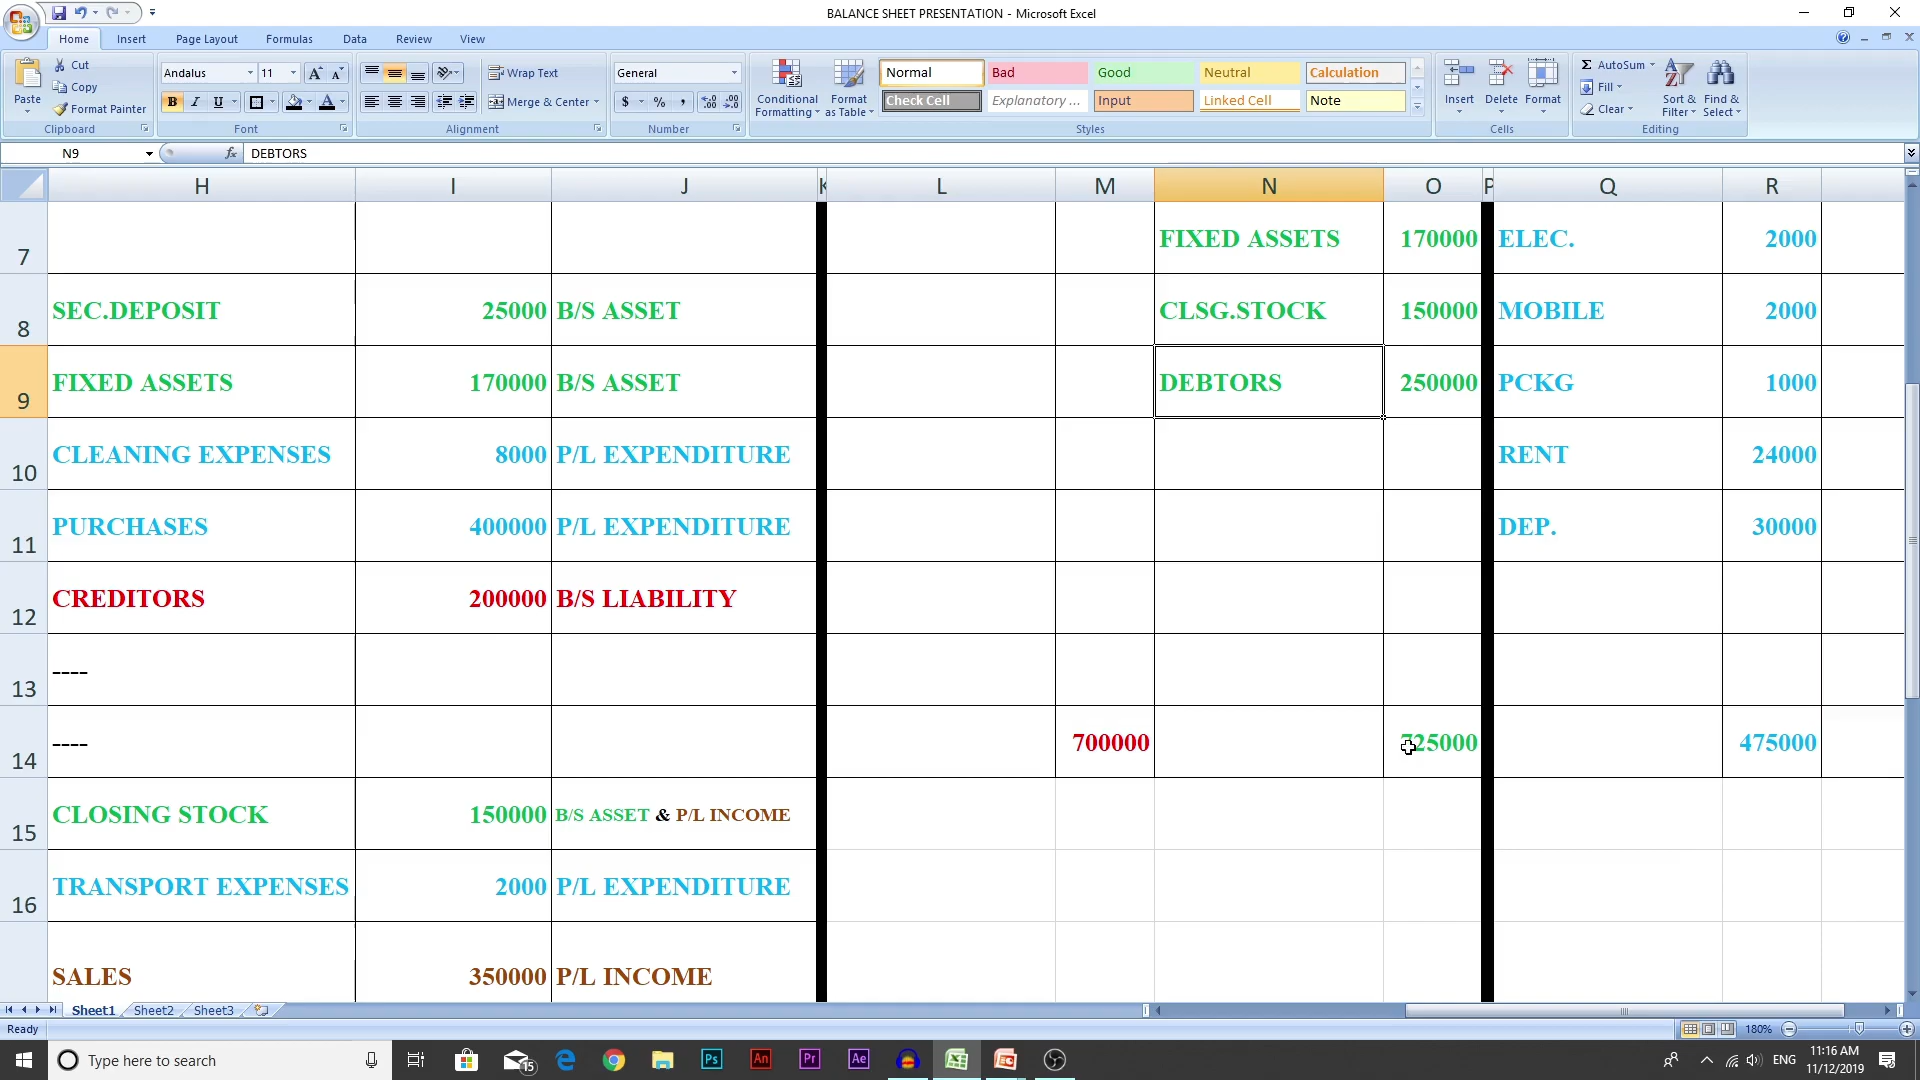 BALANCE SHEET PRESENTATION - Microsoft Excel
Home Insert Page Layout Formulas Data Review View
Paste
Cut
Copy
Format Painter
Clipboard
Andalus 11
B I U
Font
Wrap Text
Merge & Center
Alignment
General
$ % ,
Number
Conditional Formatting
Format as Table
Normal Bad Good Neutral Calculation
Check Cell Explanatory ... Input Linked Cell Note
Styles
Insert Delete Format
Cells
Σ AutoSum
Fill
Clear
Sort & Filter
Find & Select
Editing
N9 fx DEBTORS
H I J K L M N O P Q R
7 FIXED ASSETS 170000 ELEC. 2000
8 SEC.DEPOSIT 25000 B/S ASSET CLSG.STOCK 150000 MOBILE 2000
9 FIXED ASSETS 170000 B/S ASSET DEBTORS 250000 PCKG 1000
10 CLEANING EXPENSES 8000 P/L EXPENDITURE RENT 24000
11 PURCHASES 400000 P/L EXPENDITURE DEP. 30000
12 CREDITORS 200000 B/S LIABILITY
13 ----
14 ---- 700000 725000 475000
15 CLOSING STOCK 150000 B/S ASSET & P/L INCOME
16 TRANSPORT EXPENSES 2000 P/L EXPENDITURE
SALES 350000 P/L INCOME
Sheet1 Sheet2 Sheet3
Ready 180%
Type here to search 15 Ps An Pr Ae ENG 11:16 AM
11/12/2019